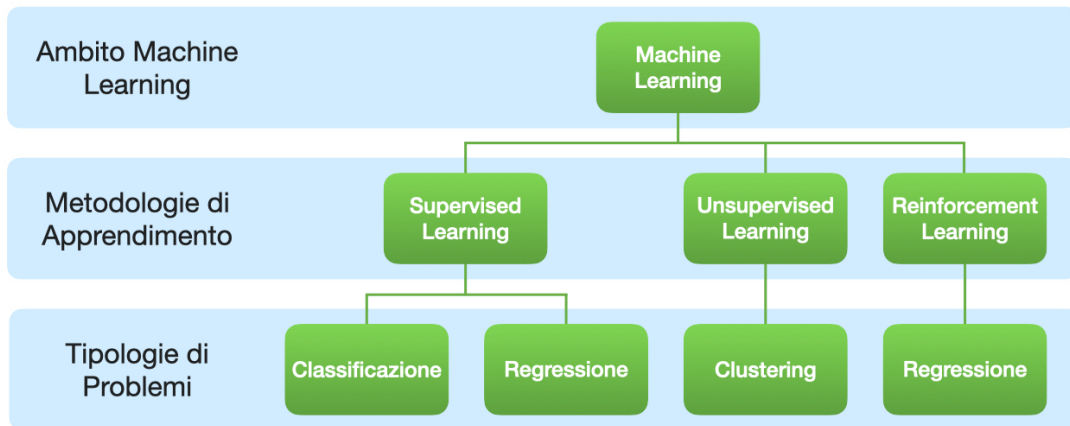 Ambito Machine
Learning
Machine
Learning
Metodologie di
Apprendimento
Supervised
Learning
Unsupervised
Learning
Reinforcement
Learning
Tipologie di
Problemi
Classificazione
Regressione
Clustering
Regressione